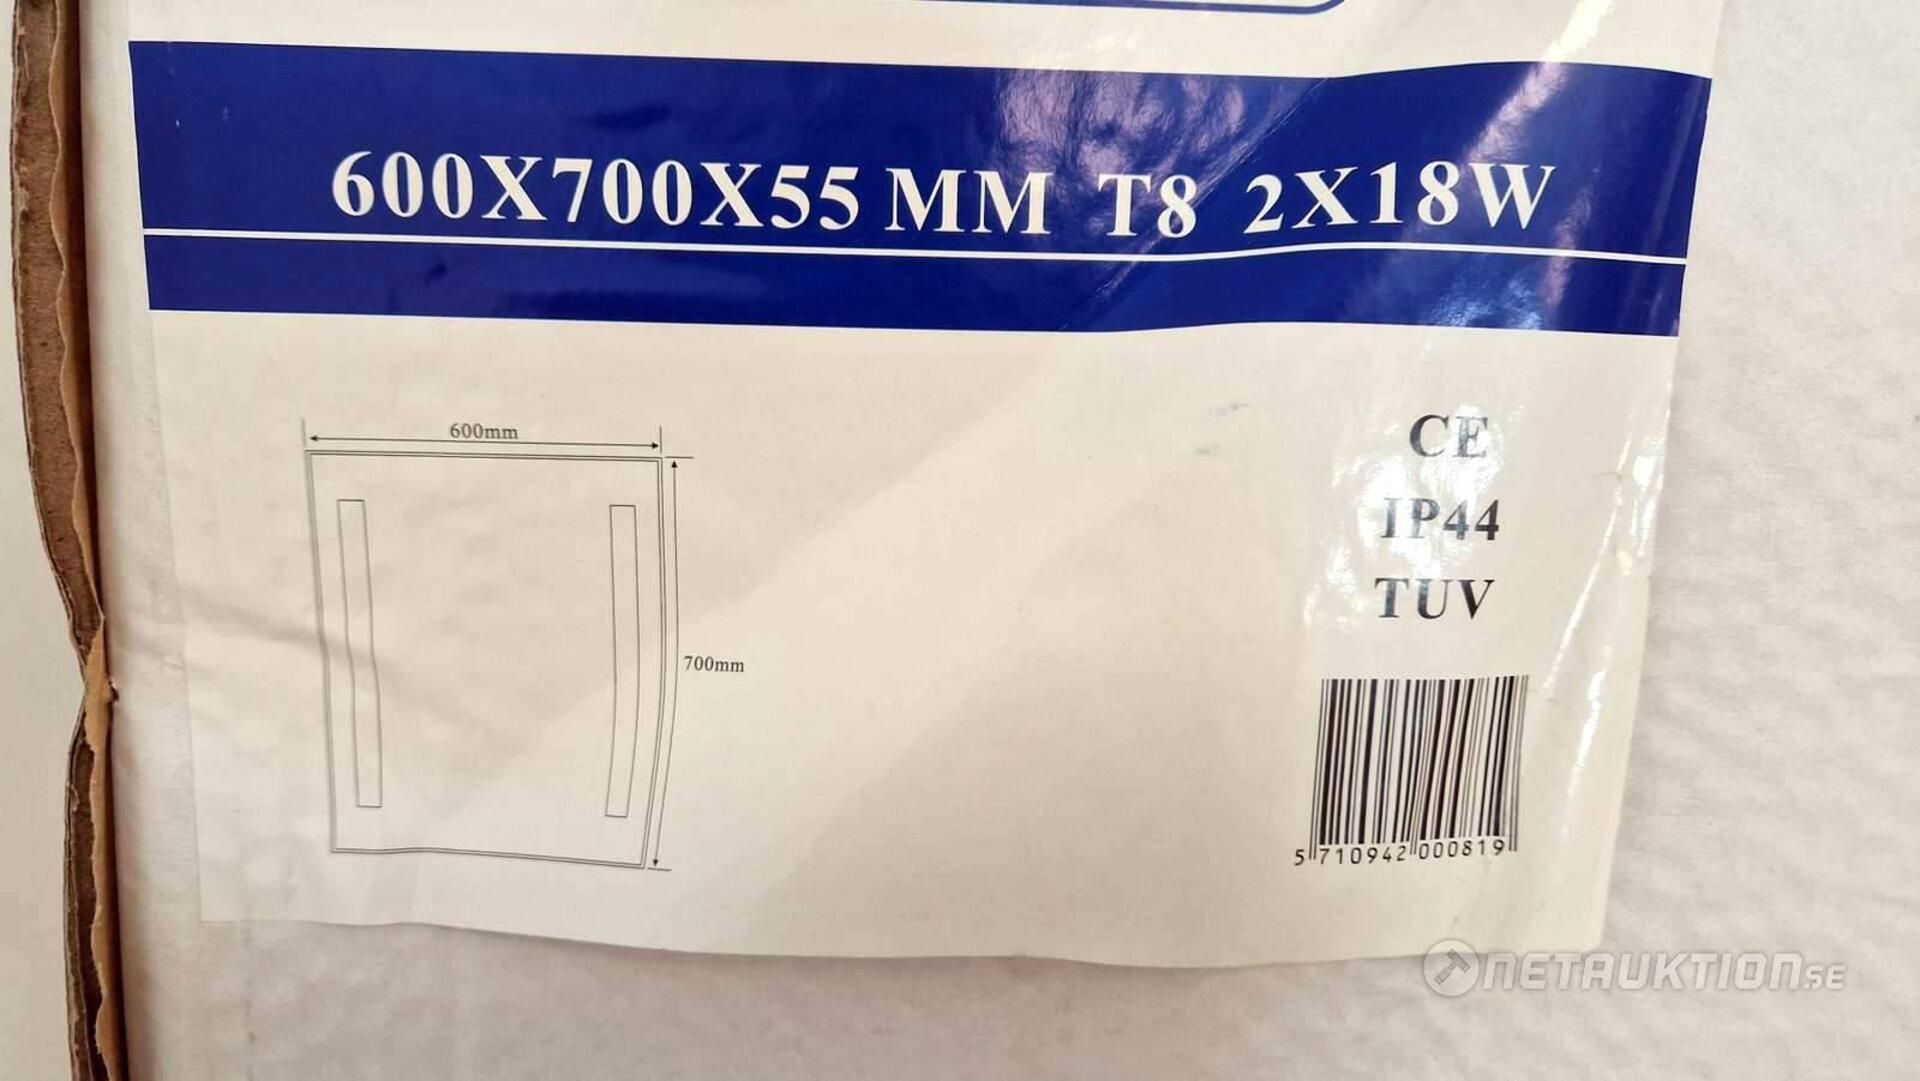 600X700X55 MM T8 2X18W
600mm
700mm
CE
IP44
TUV
5 710942 000819
NETAUKTION.SE